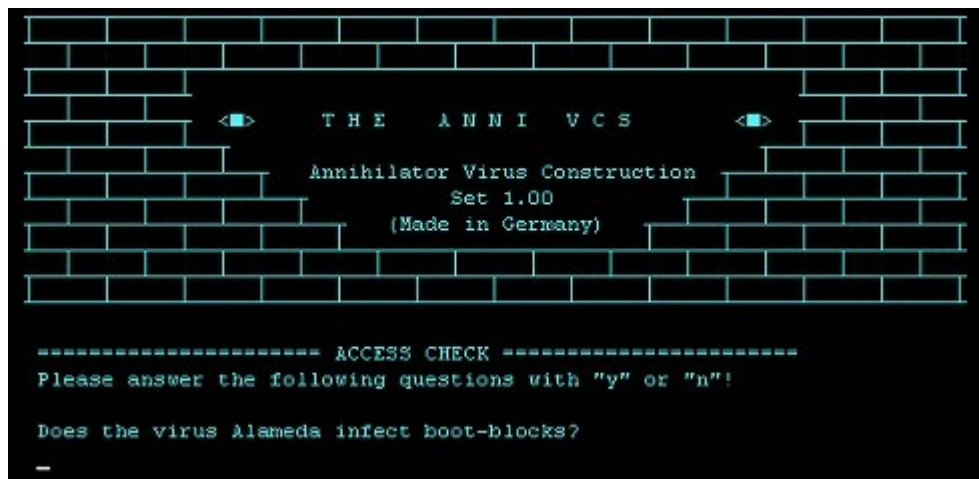 <■> THE ANNI VCS <■>
Annihilator Virus Construction
Set 1.00
(Made in Germany)
======================= ACCESS CHECK ========================
Please answer the following questions with "y" or "n"!
Does the virus Alameda infect boot-blocks?
_